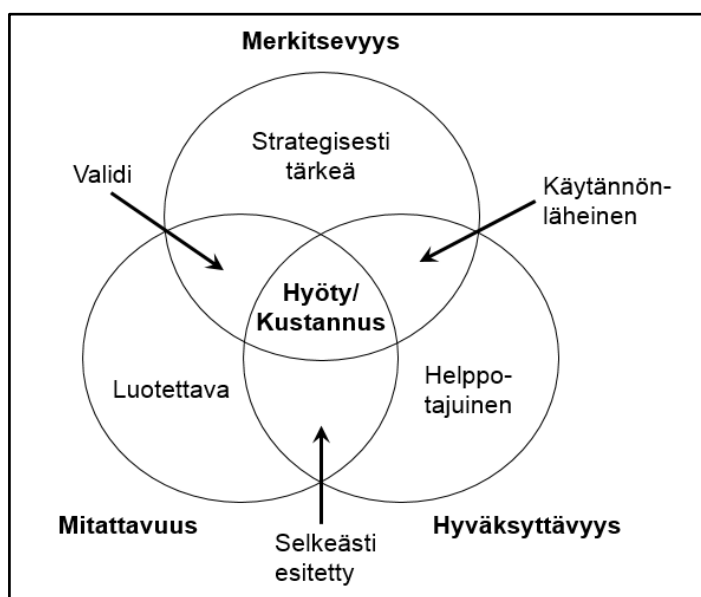 Merkitsevyys
Strategisesti
tärkeä
Validi
Käytännön-
läheinen
Hyöty/
Kustannus
Luotettava
Helppo-
tajuinen
Mitattavuus
Hyväksyttävyys
Selkeästi
esitetty